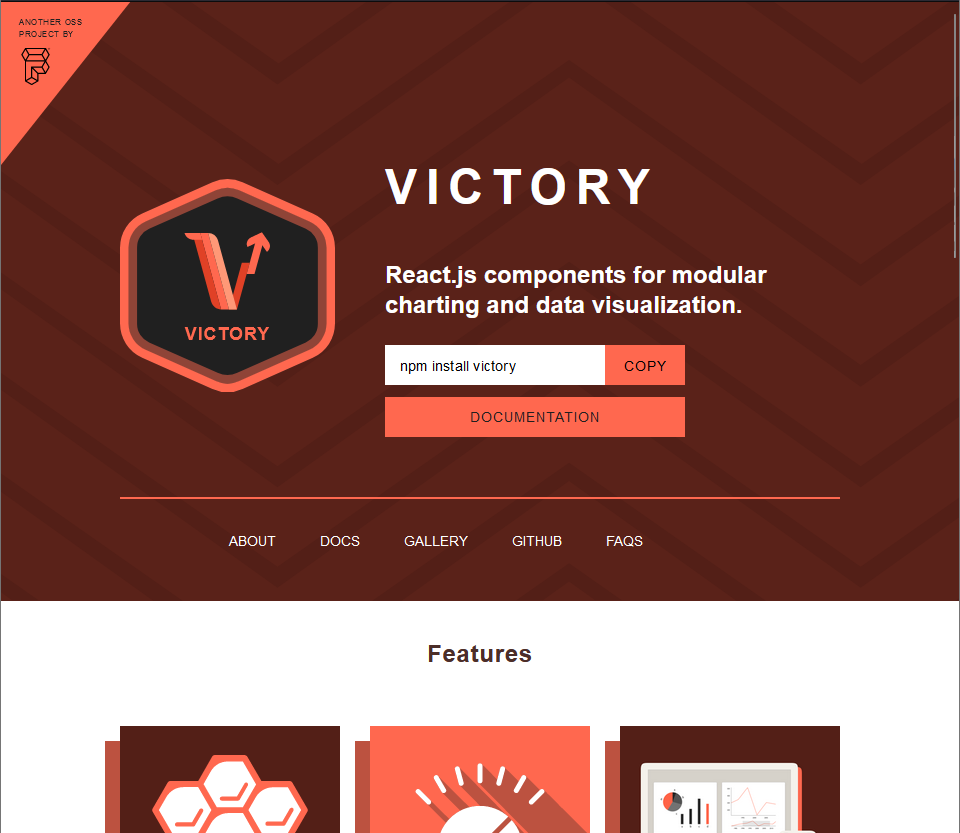 ANOTHER OSS
PROJECT BY
VICTORY
VICTORY
React.js components for modular
charting and data visualization.
npm install victory
COPY
DOCUMENTATION
ABOUT
DOCS
GALLERY
GITHUB
FAQS
Features